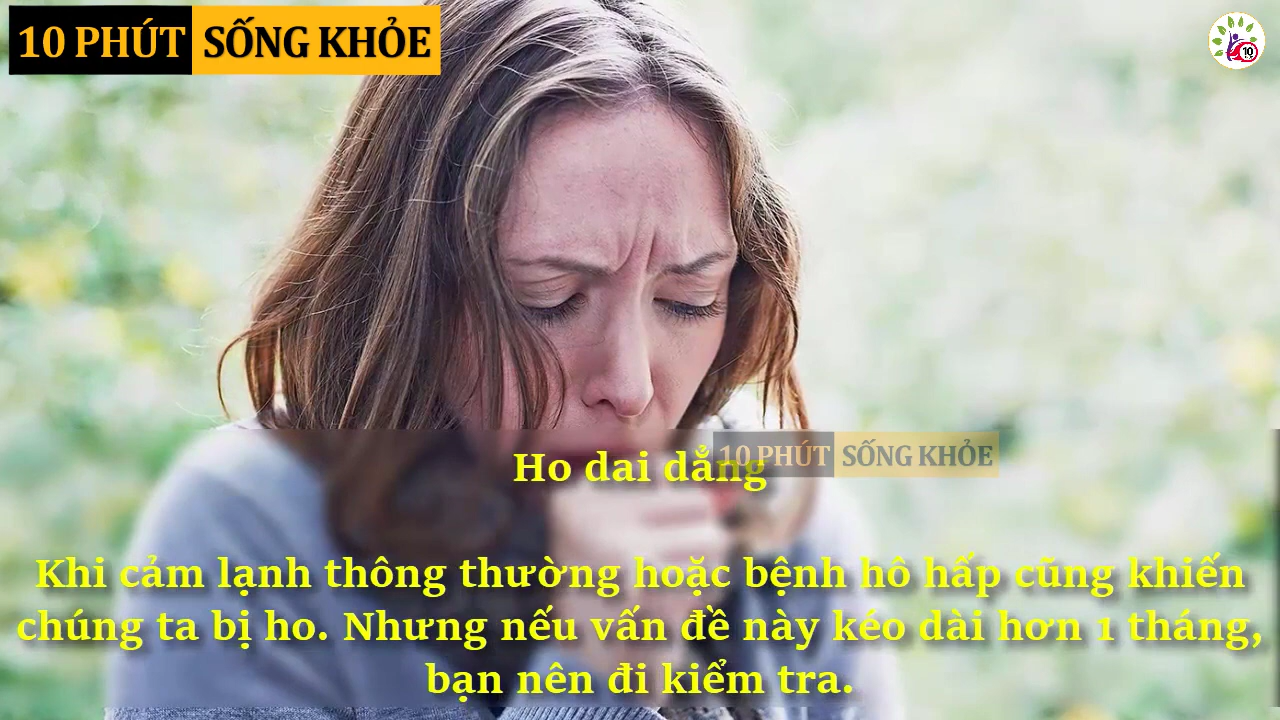 10 PHÚT SỐNG KHỎE
10
Ho dai dẳng
10 PHÚT SỐNG KHỎE
Khi cảm lạnh thông thường hoặc bệnh hô hấp cũng khiến
chúng ta bị ho. Nhưng nếu vấn đề này kéo dài hơn 1 tháng,
bạn nên đi kiểm tra.